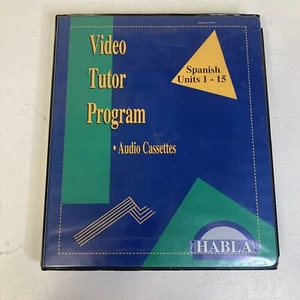 Video
Tutor
Program
• Audio Cassettes
Spanish
Units 1 - 15
HABLA